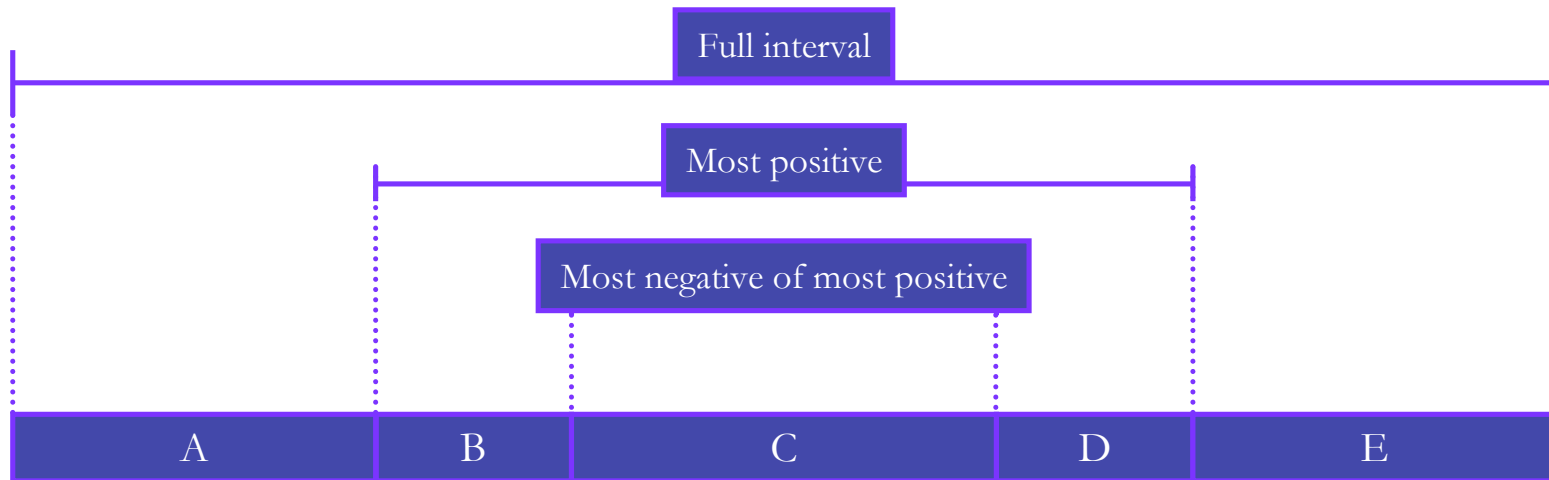 Full interval
Most positive
Most negative of most positive
A B C D E